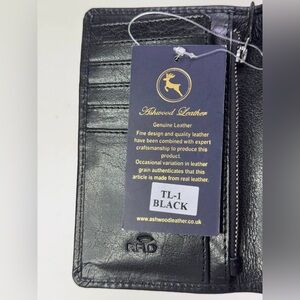 Ashwood Leather
Genuine Leather
Fine design and quality leather
have been combined with expert
craftsmanship to produce this
product.
Occasional variation in leather
grain authenticates that this
article is made from real leather.
TL-1
BLACK
www.ashwoodleather.co.uk
RFID